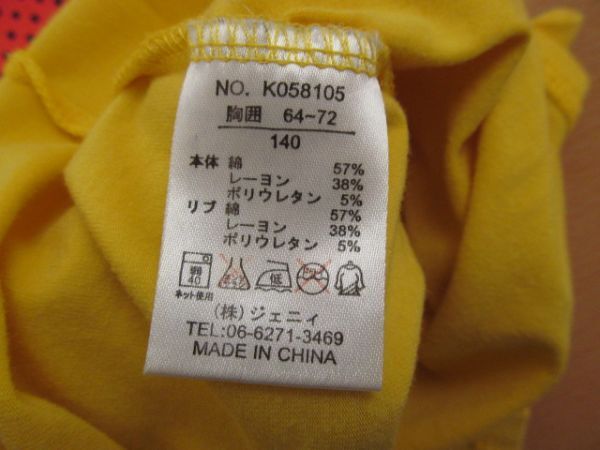 NO. K058105
胸囲 64~72
140
本体 綿 57%
レーヨン 38%
ポリウレタン 5%
リブ 綿 57%
レーヨン 38%
ポリウレタン 5%
40 低
ネット使用
(株)ジェニィ
TEL:06-6271-3469
MADE IN CHINA